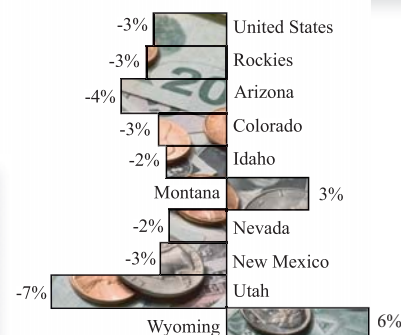 -3% United States
-3% Rockies
-4% Arizona
-3% Colorado
-2% Idaho
Montana 3%
-2% Nevada
-3% New Mexico
-7% Utah
Wyoming 6%
20